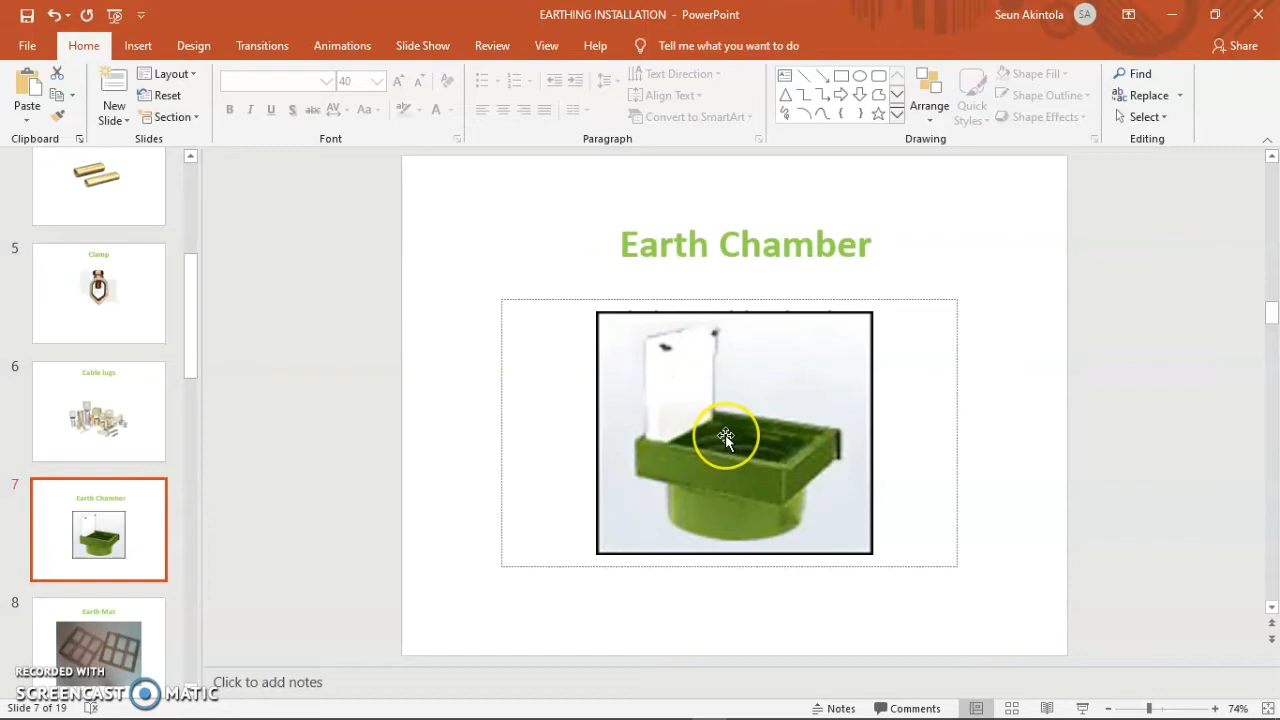 EARTHING INSTALLATION - PowerPoint
Seun Akintola
SA
File
Home
Insert
Design
Transitions
Animations
Slide Show
Review
View
Help
Tell me what you want to do
Share
Paste
New
Slide
Layout
Reset
Section
40
B I U S abc AV Aa A
Text Direction
Align Text
Convert to SmartArt
Arrange
Quick
Styles
Shape Fill
Shape Outline
Shape Effects
Find
Replace
Select
Clipboard
Slides
Font
Paragraph
Drawing
Editing
5
Clamp
6
Cable lugs
7
Earth Chamber
8
Earth Mat
Earth Chamber
RECORDED WITH
SCREENCAST MATIC
Click to add notes
Slide 7 of 19
Notes
Comments
74%